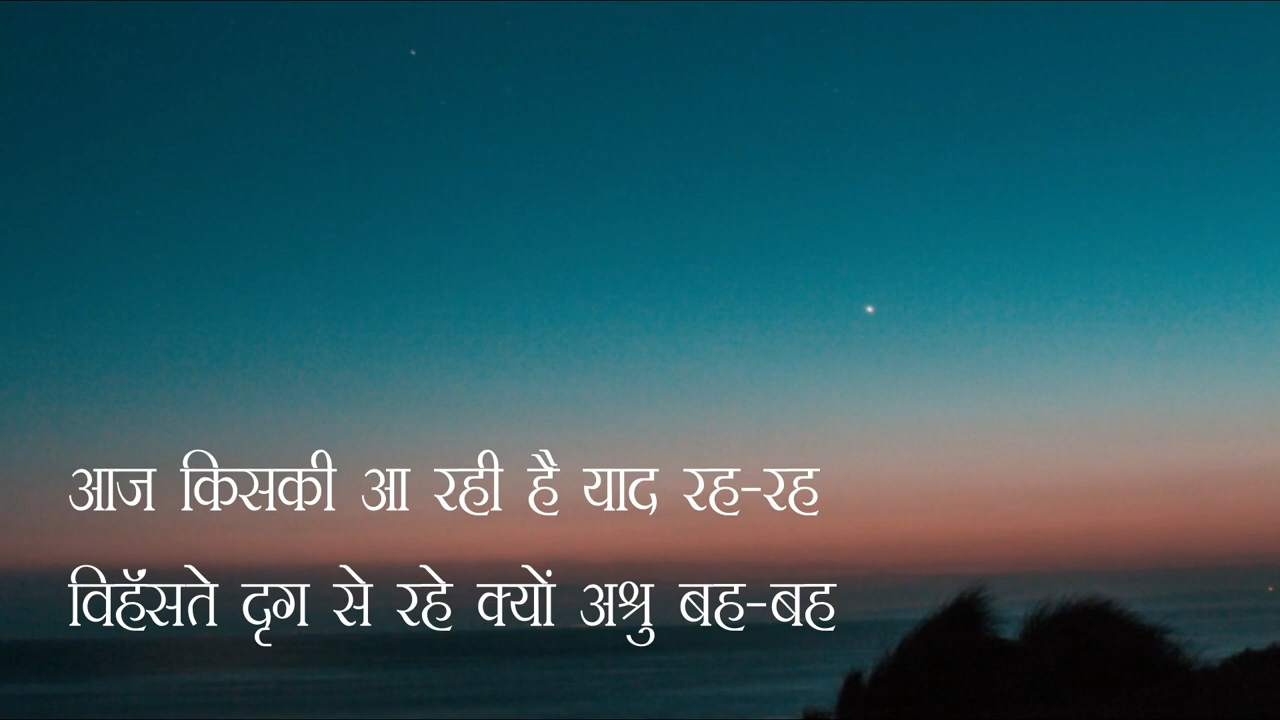 आज किसकी आ रही है याद रह-रह
विहँसते दृग से रहे क्यों अश्रु बह-बह